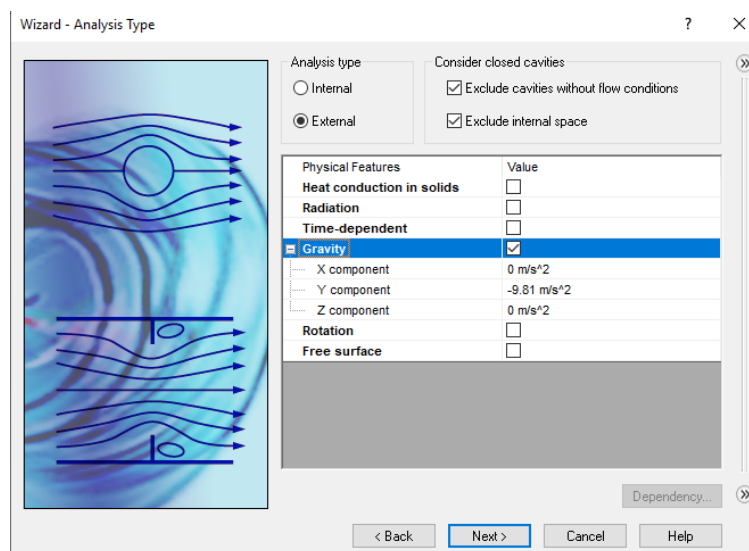 Wizard - Analysis Type
?
Analysis type
Internal
External
Consider closed cavities
Exclude cavities without flow conditions
Exclude internal space
Physical Features Value
Heat conduction in solids
Radiation
Time-dependent
Gravity
X component 0 m/s^2
Y component -9.81 m/s^2
Z component 0 m/s^2
Rotation
Free surface
Dependency...
< Back Next > Cancel Help